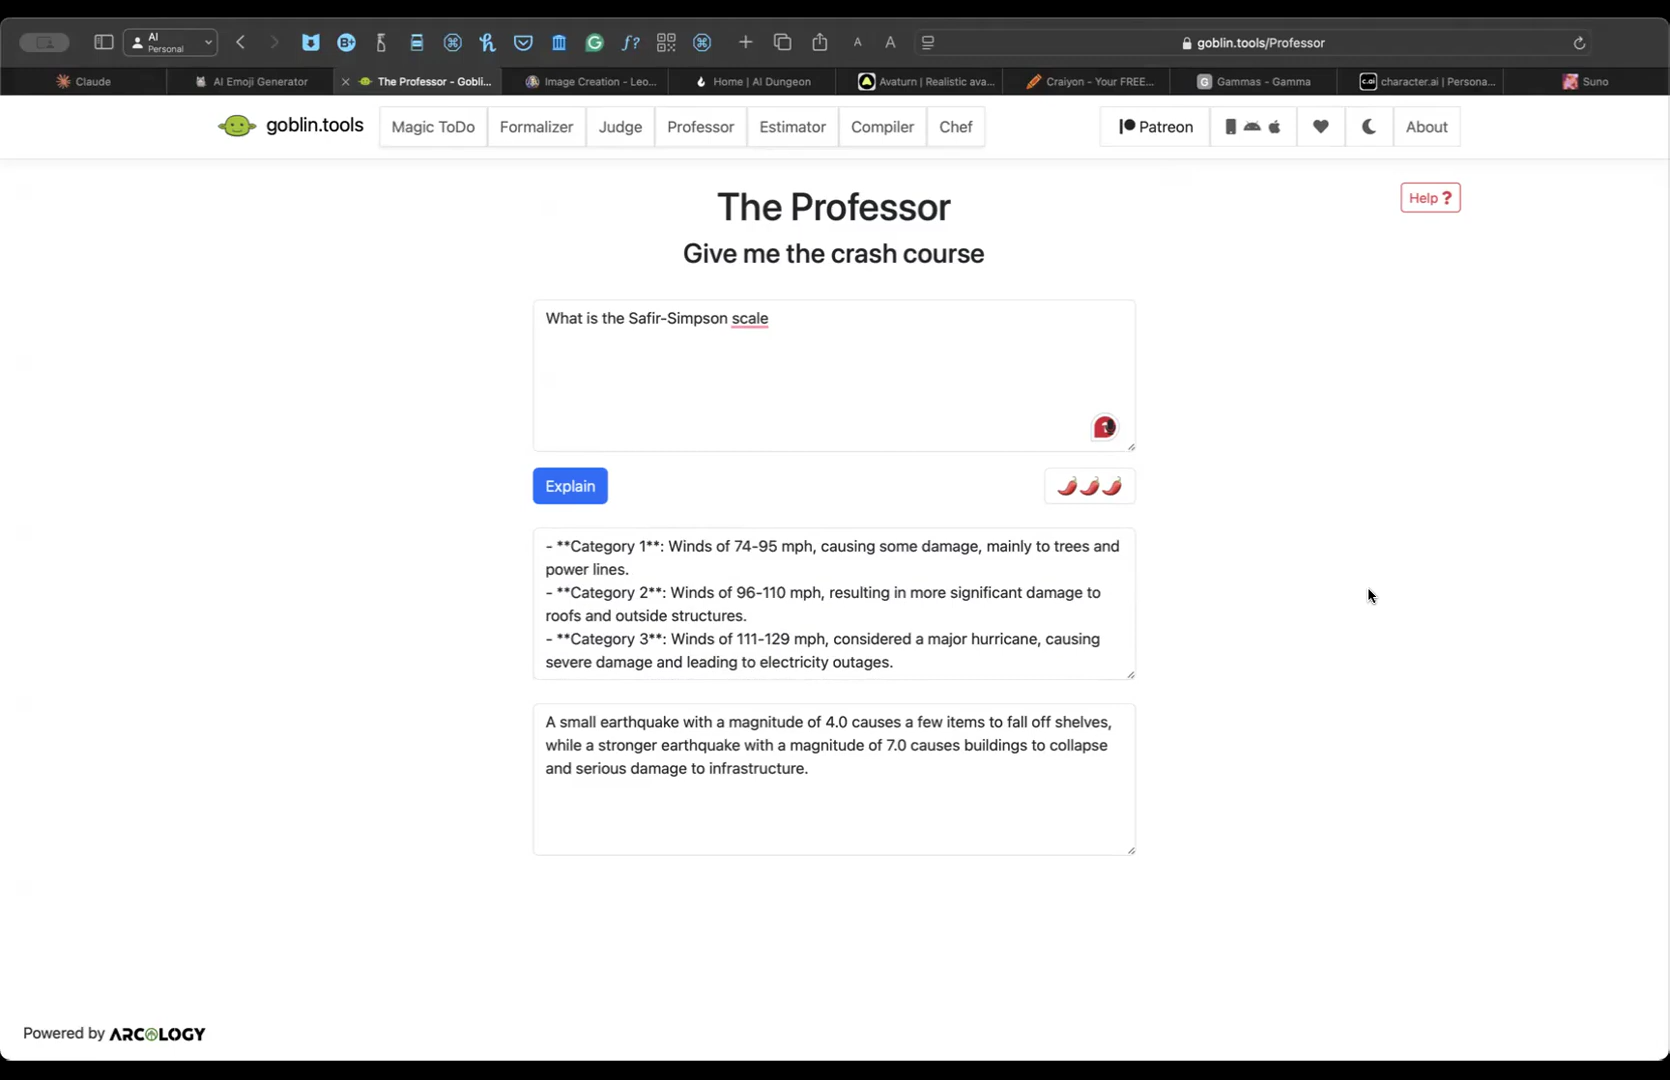 AI
Personal
goblin.tools/Professor
Claude
AI Emoji Generator
The Professor - Gobli...
Image Creation - Leo...
Home | AI Dungeon
Avaturn | Realistic ava...
Craiyon - Your FREE...
Gammas - Gamma
character.ai | Persona...
Suno
goblin.tools
Magic ToDo
Formalizer
Judge
Professor
Estimator
Compiler
Chef
Patreon
About
The Professor
Help ?
Give me the crash course
What is the Safir-Simpson scale
Explain
- **Category 1**: Winds of 74-95 mph, causing some damage, mainly to trees and
power lines.
- **Category 2**: Winds of 96-110 mph, resulting in more significant damage to
roofs and outside structures.
- **Category 3**: Winds of 111-129 mph, considered a major hurricane, causing
severe damage and leading to electricity outages.
A small earthquake with a magnitude of 4.0 causes a few items to fall off shelves,
while a stronger earthquake with a magnitude of 7.0 causes buildings to collapse
and serious damage to infrastructure.
Powered by ARCOLOGY